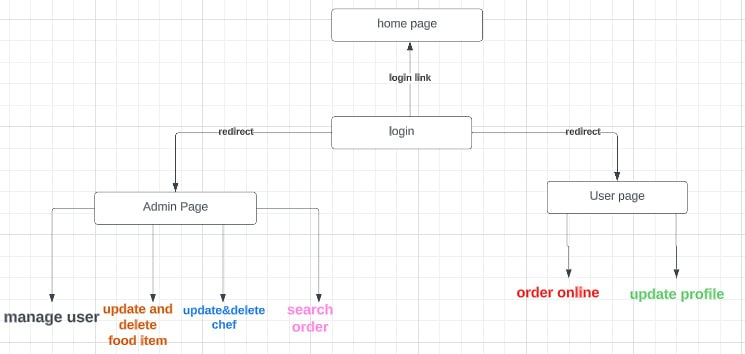 home page
login link
login
redirect
redirect
Admin Page
User page
manage user
update and
delete
food item
update&delete
chef
search
order
order online
update profile